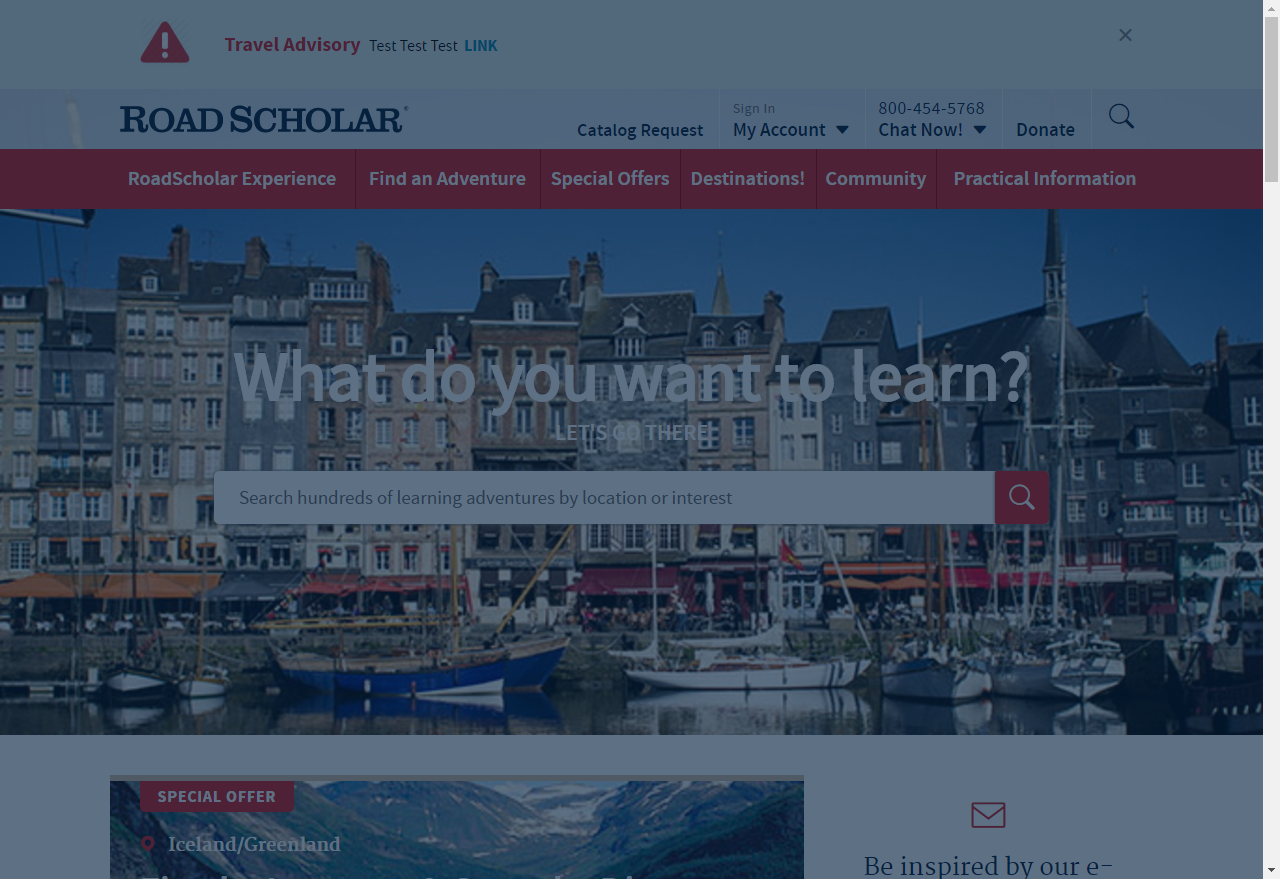 Travel Advisory Test Test Test LINK
ROAD SCHOLAR®
Catalog Request
Sign In
My Account
800-454-5768
Chat Now!
Donate
RoadScholar Experience
Find an Adventure
Special Offers
Destinations!
Community
Practical Information
What do you want to learn?
LET'S GO THERE
Search hundreds of learning adventures by location or interest
SPECIAL OFFER
Iceland/Greenland
Be inspired by our e-